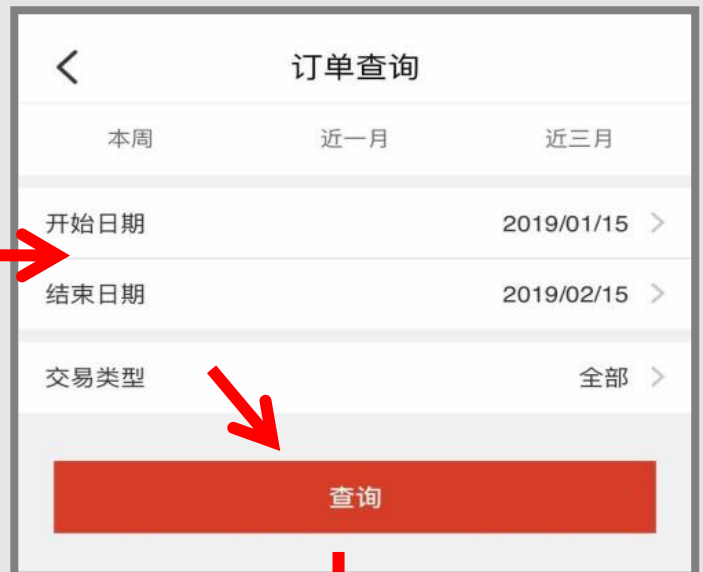 订单查询
本周 近一月 近三月
开始日期 2019/01/15
结束日期 2019/02/15
交易类型 全部
查询